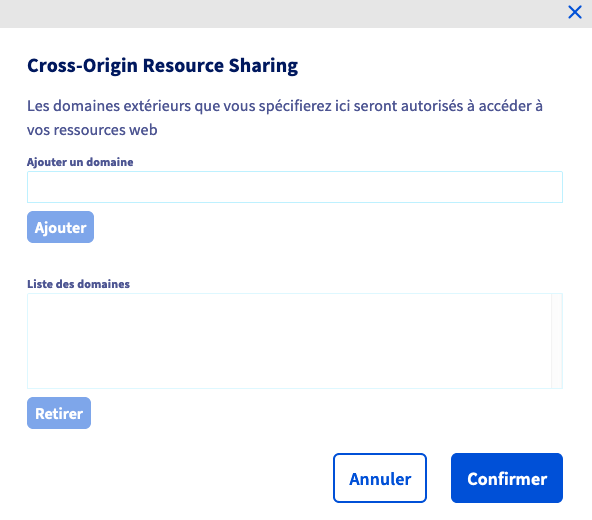 Cross-Origin Resource Sharing
Les domaines extérieurs que vous spécifierez ici seront autorisés à accéder à
vos ressources web
Ajouter un domaine
Ajouter
Liste des domaines
Retirer
Annuler
Confirmer